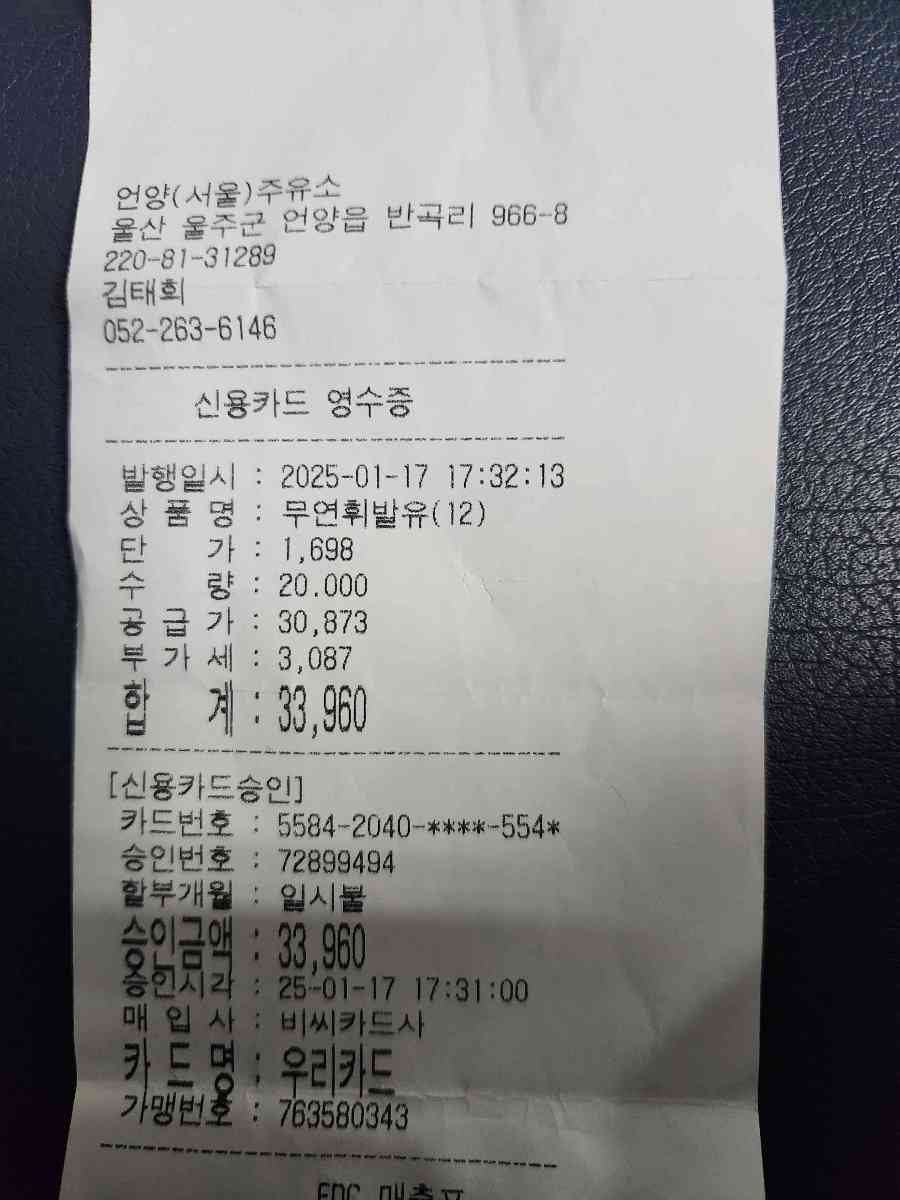 언양(서울)주유소
울산 울주군 언양읍 반곡리 966-8
220-81-31289
김태회
052-263-6146
신용카드 영수증
발행일시 : 2025-01-17 17:32:13
상 품 명 : 무연휘발유(12)
단 가 : 1,698
수 량 : 20.000
공 급 가 : 30,873
부 가 세 : 3,087
합 계 : 33,960
[신용카드승인]
카드번호 : 5584-2040-****-554*
승인번호 : 72899494
할부개월 : 일시불
승인금액 : 33,960
승인시각 : 25-01-17 17:31:00
매 입 사 : 비씨카드사
카 드 명 : 우리카드
가맹번호 : 763580343
EDC 매출표